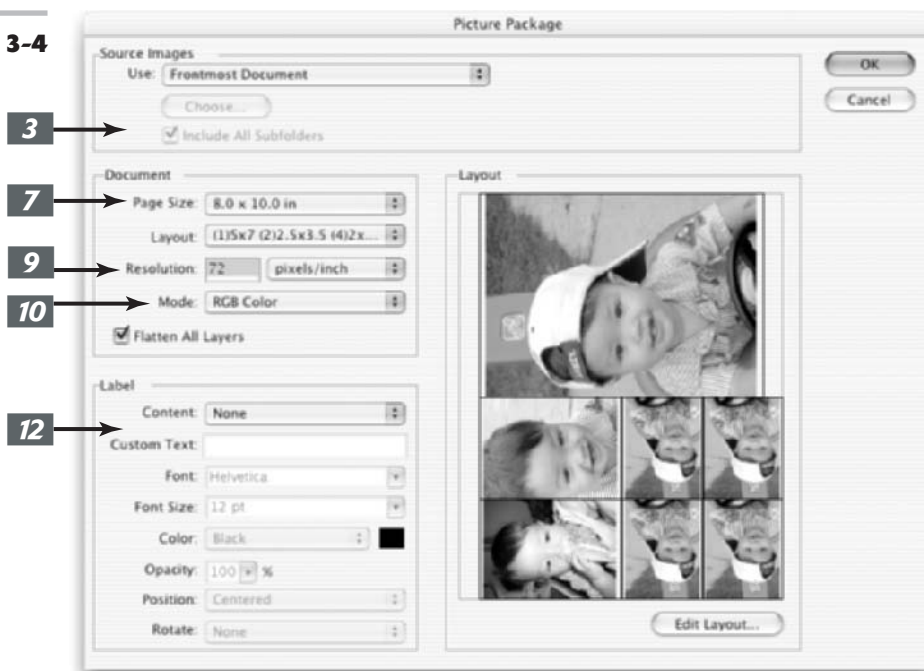 Picture Package
3-4
Source Images
Use: Frontmost Document
OK
Choose...
Cancel
3
Include All Subfolders
Document
7
Page Size: 8.0 x 10.0 in
Layout: (1)5x7 (2)2.5x3.5 (4)2x...
9
Resolution: 72 pixels/inch
10
Mode: RGB Color
Flatten All Layers
Label
12
Content: None
Custom Text:
Font: Helvetica
Font Size: 12 pt
Color: Black
Opacity: 100 %
Position: Centered
Rotate: None
Layout
Edit Layout...